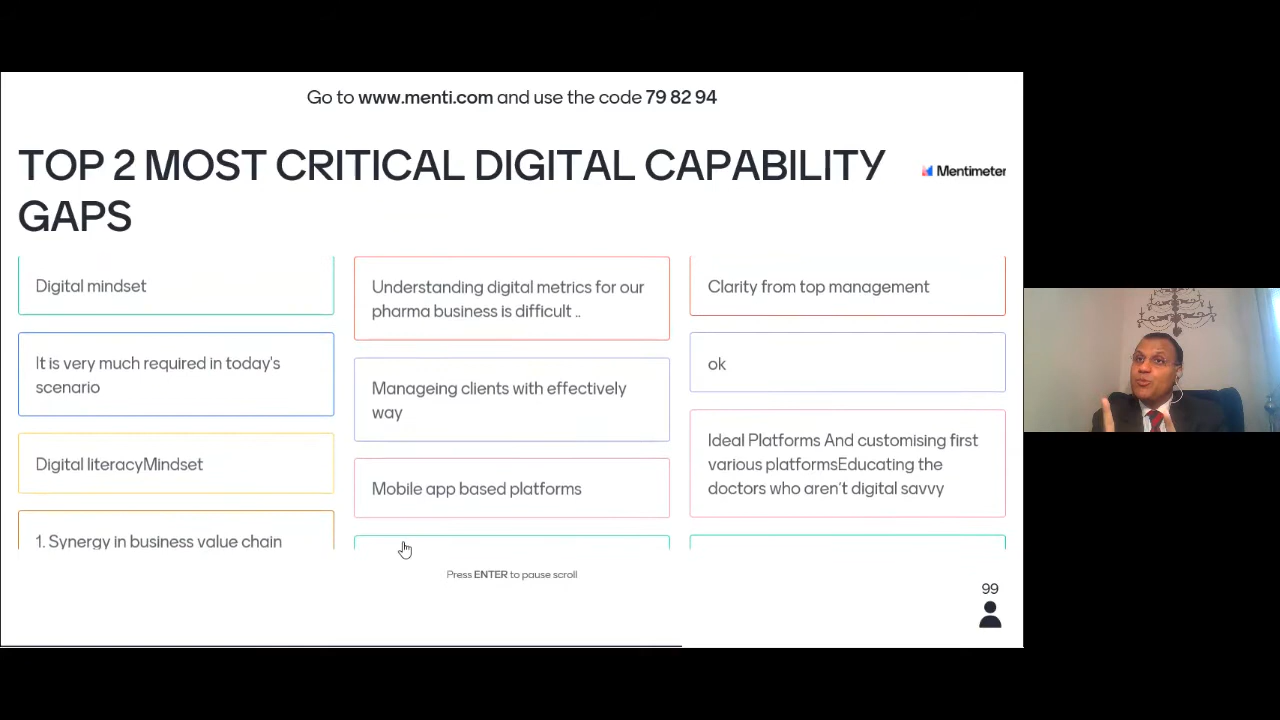 Go to www.menti.com and use the code 79 82 94
TOP 2 MOST CRITICAL DIGITAL CAPABILITY
GAPS
Mentimeter
Digital mindset
It is very much required in today's
scenario
Digital literacyMindset
1. Synergy in business value chain
Understanding digital metrics for our
pharma business is difficult ..
Manageing clients with effectively
way
Mobile app based platforms
Clarity from top management
ok
Ideal Platforms And customising first
various platformsEducating the
doctors who aren't digital savvy
Press ENTER to pause scroll
99